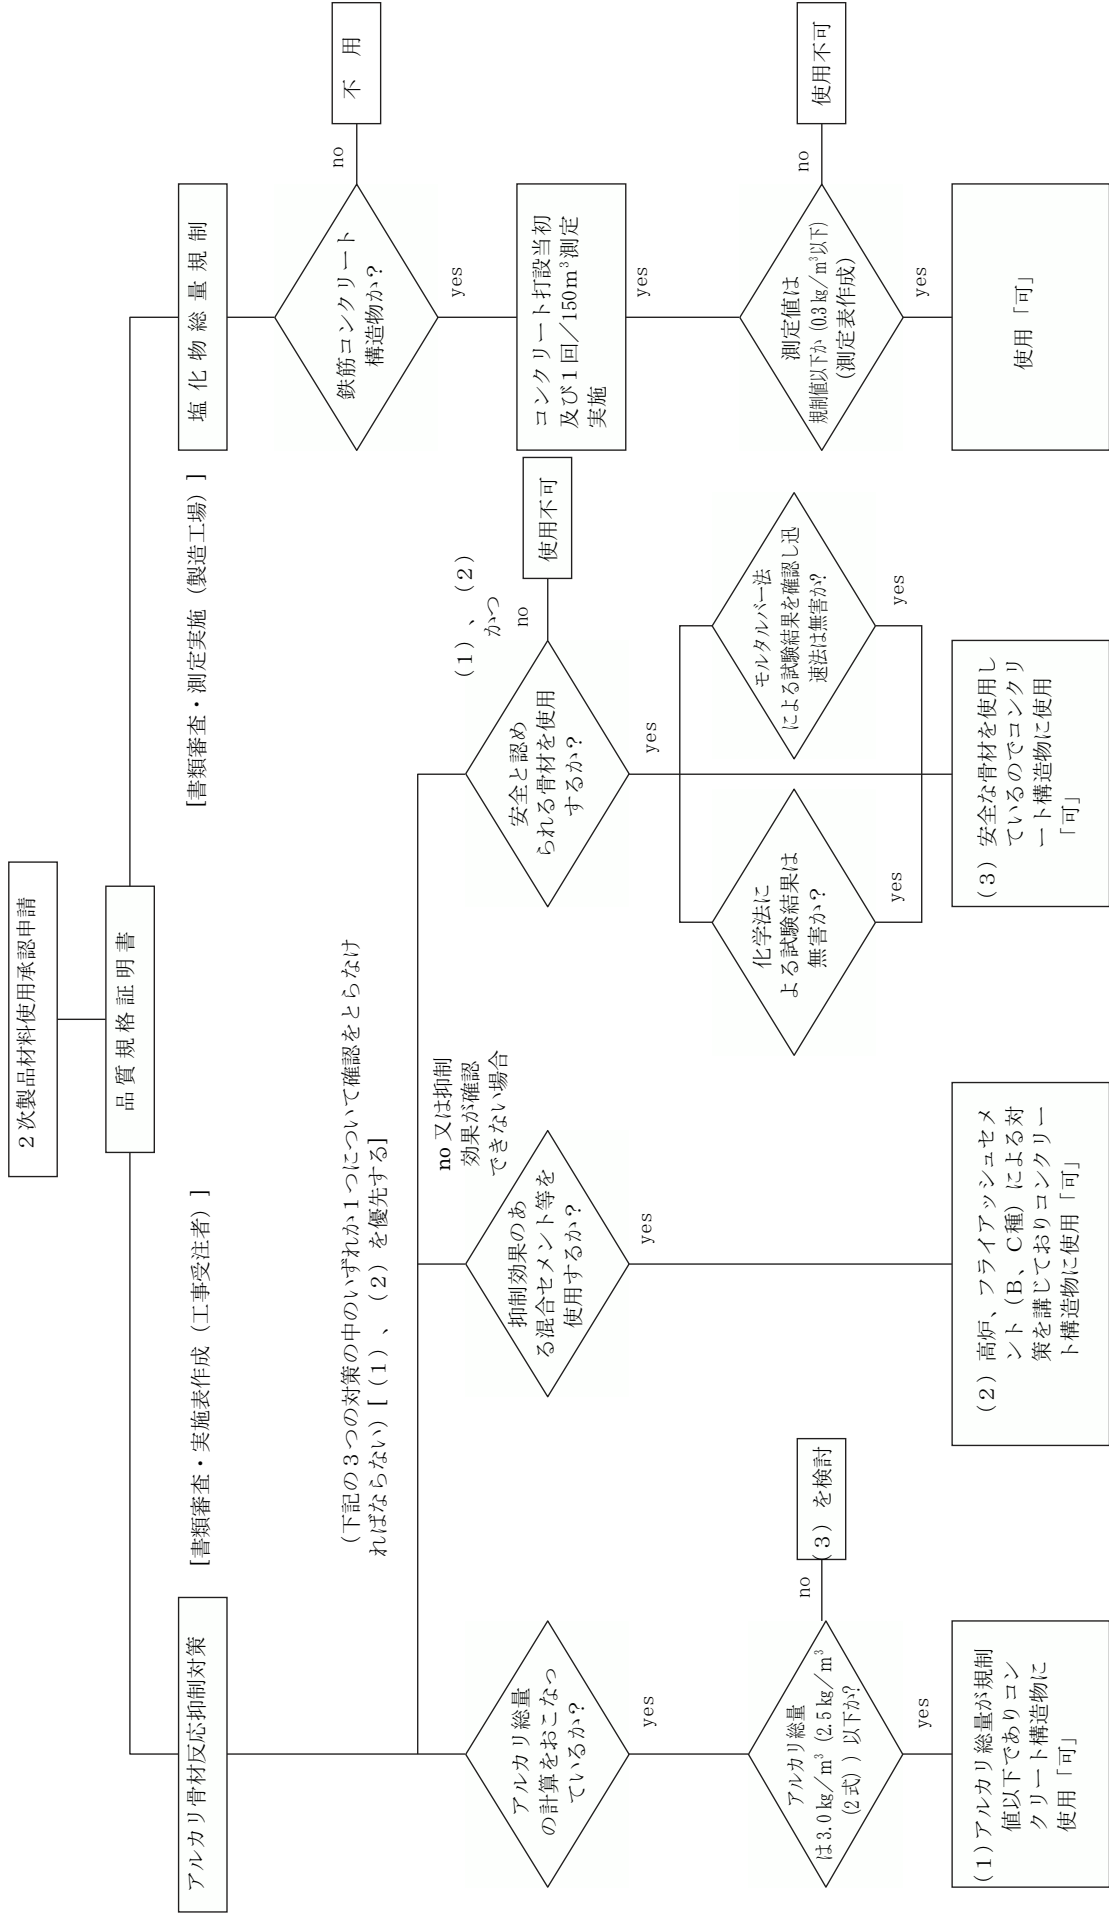 2次製品材料使用承認申請
品質規格証明書
アルカリ骨材反応抑制対策
[書類審査・実施表作成（工事受注者）]
（下記の3つの対策の中のいずれか1つについて確認をとらなけ
ればならない）[（1）、（2）を優先する]
アルカリ総量
の計算をおこなっ
ているか？
yes
アルカリ総量
は3.0㎏/m³（2.5㎏/m³
(2式)）以下か?
no
（3）を検討
yes
（1）アルカリ総量が規制
値以下でありコン
クリート構造物に
使用「可」
抑制効果のあ
る混合セメント等を
使用するか？
no 又は抑制
効果が確認
できない場合
yes
（2）高炉、フライアッシュセメ
ント（B、C種）による対
策を講じておりコンクリー
ト構造物に使用「可」
安全と認め
られる骨材を使用
するか？
（1）、（2）
かつ
no
使用不可
yes
化学法に
よる試験結果は
無害か？
yes
モルタルバー法
による試験結果を確認し迅
速法は無害か?
yes
（3）安全な骨材を使用し
ているのでコンクリ
ート構造物に使用
「可」
塩化物総量規制
[書類審査・測定実施（製造工場）]
鉄筋コンクリート
構造物か？
no
不　用
yes
コンクリート打設当初
及び1回／150m³測定
実施
yes
測定値は
規制値以下か（0.3㎏/m³以下）
（測定表作成）
no
使用不可
yes
使用「可」